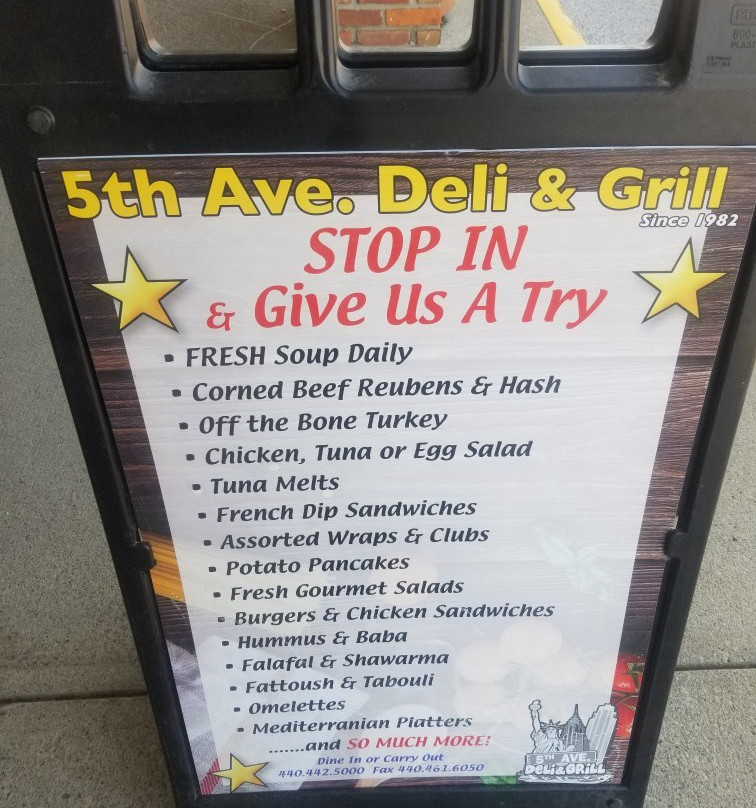 5th Ave. Deli & Grill
Since 1982
STOP IN
& Give Us A Try
• FRESH Soup Daily
• Corned Beef Reubens & Hash
• Off the Bone Turkey
• Chicken, Tuna or Egg Salad
• Tuna Melts
• French Dip Sandwiches
• Assorted Wraps & Clubs
• Potato Pancakes
• Fresh Gourmet Salads
• Burgers & Chicken Sandwiches
• Hummus & Baba
• Falafal & Shawarma
• Fattoush & Tabouli
• Omelettes
• Mediterranian Platters
.......and SO MUCH MORE!
Dine In or Carry Out
440.442.5000 Fax 440.461.6050
5TH AVE.
DELI & GRILL